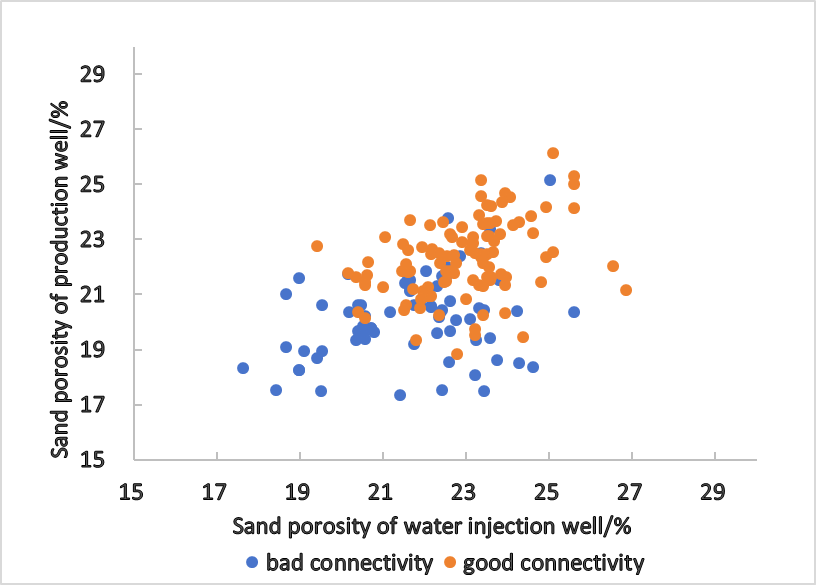 Sand porosity of production well/%
29
27
25
23
21
19
17
15
15 17 19 21 23 25 27 29
Sand porosity of water injection well/%
bad connectivity good connectivity